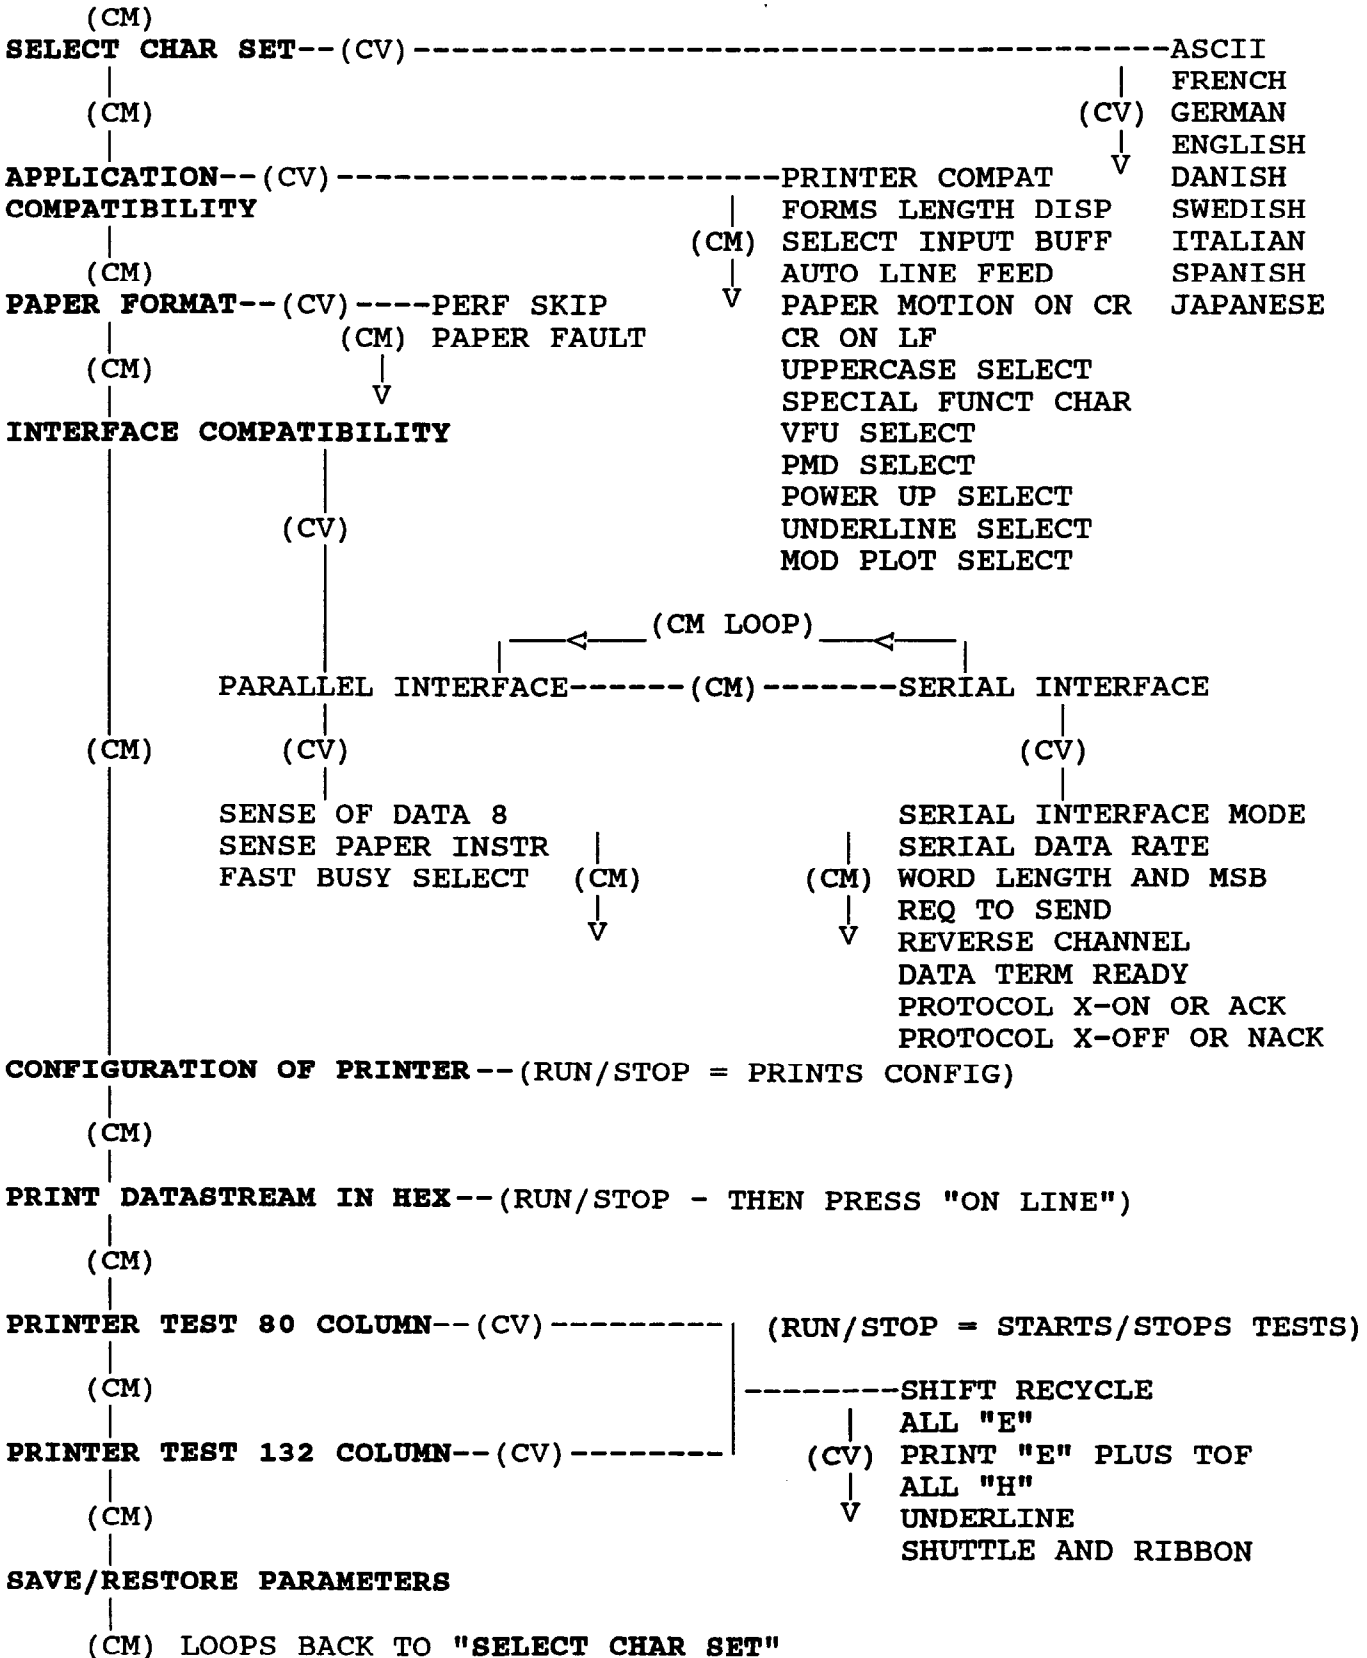 (CM)
SELECT CHAR SET--(CV)-----------------------------------ASCII
FRENCH
(CM) (CV) GERMAN
ENGLISH
APPLICATION--(CV)---------------------PRINTER COMPAT V DANISH
COMPATIBILITY FORMS LENGTH DISP SWEDISH
(CM) SELECT INPUT BUFF ITALIAN
(CM) AUTO LINE FEED SPANISH
PAPER FORMAT--(CV)----PERF SKIP V PAPER MOTION ON CR JAPANESE
(CM) PAPER FAULT CR ON LF
(CM) UPPERCASE SELECT
V SPECIAL FUNCT CHAR
INTERFACE COMPATIBILITY VFU SELECT
PMD SELECT
POWER UP SELECT
(CV) UNDERLINE SELECT
MOD PLOT SELECT
(CM LOOP)
PARALLEL INTERFACE------(CM)-------SERIAL INTERFACE
(CM) (CV) (CV)
SENSE OF DATA 8 SERIAL INTERFACE MODE
SENSE PAPER INSTR SERIAL DATA RATE
FAST BUSY SELECT (CM) (CM) WORD LENGTH AND MSB
REQ TO SEND
V V REVERSE CHANNEL
DATA TERM READY
PROTOCOL X-ON OR ACK
PROTOCOL X-OFF OR NACK
CONFIGURATION OF PRINTER--(RUN/STOP = PRINTS CONFIG)
(CM)
PRINT DATASTREAM IN HEX--(RUN/STOP - THEN PRESS "ON LINE")
(CM)
PRINTER TEST 80 COLUMN--(CV)-------- (RUN/STOP = STARTS/STOPS TESTS)
(CM) -------SHIFT RECYCLE
ALL "E"
PRINTER TEST 132 COLUMN--(CV)------- (CV) PRINT "E" PLUS TOF
ALL "H"
(CM) V UNDERLINE
SHUTTLE AND RIBBON
SAVE/RESTORE PARAMETERS
(CM) LOOPS BACK TO "SELECT CHAR SET"